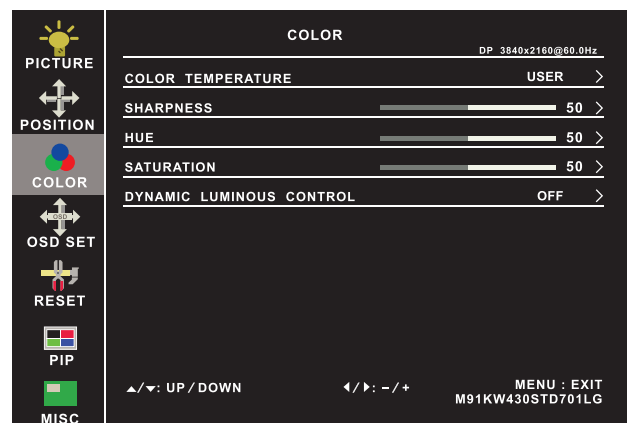 COLOR
DP 3840x2160@60.0Hz
PICTURE
POSITION
COLOR
OSD
OSD SET
RESET
PIP
MISC
COLOR TEMPERATURE USER
SHARPNESS 50
HUE 50
SATURATION 50
DYNAMIC LUMINOUS CONTROL OFF
▲/▼: UP / DOWN ◀/▶: – / + MENU : EXIT
M91KW430STD701LG